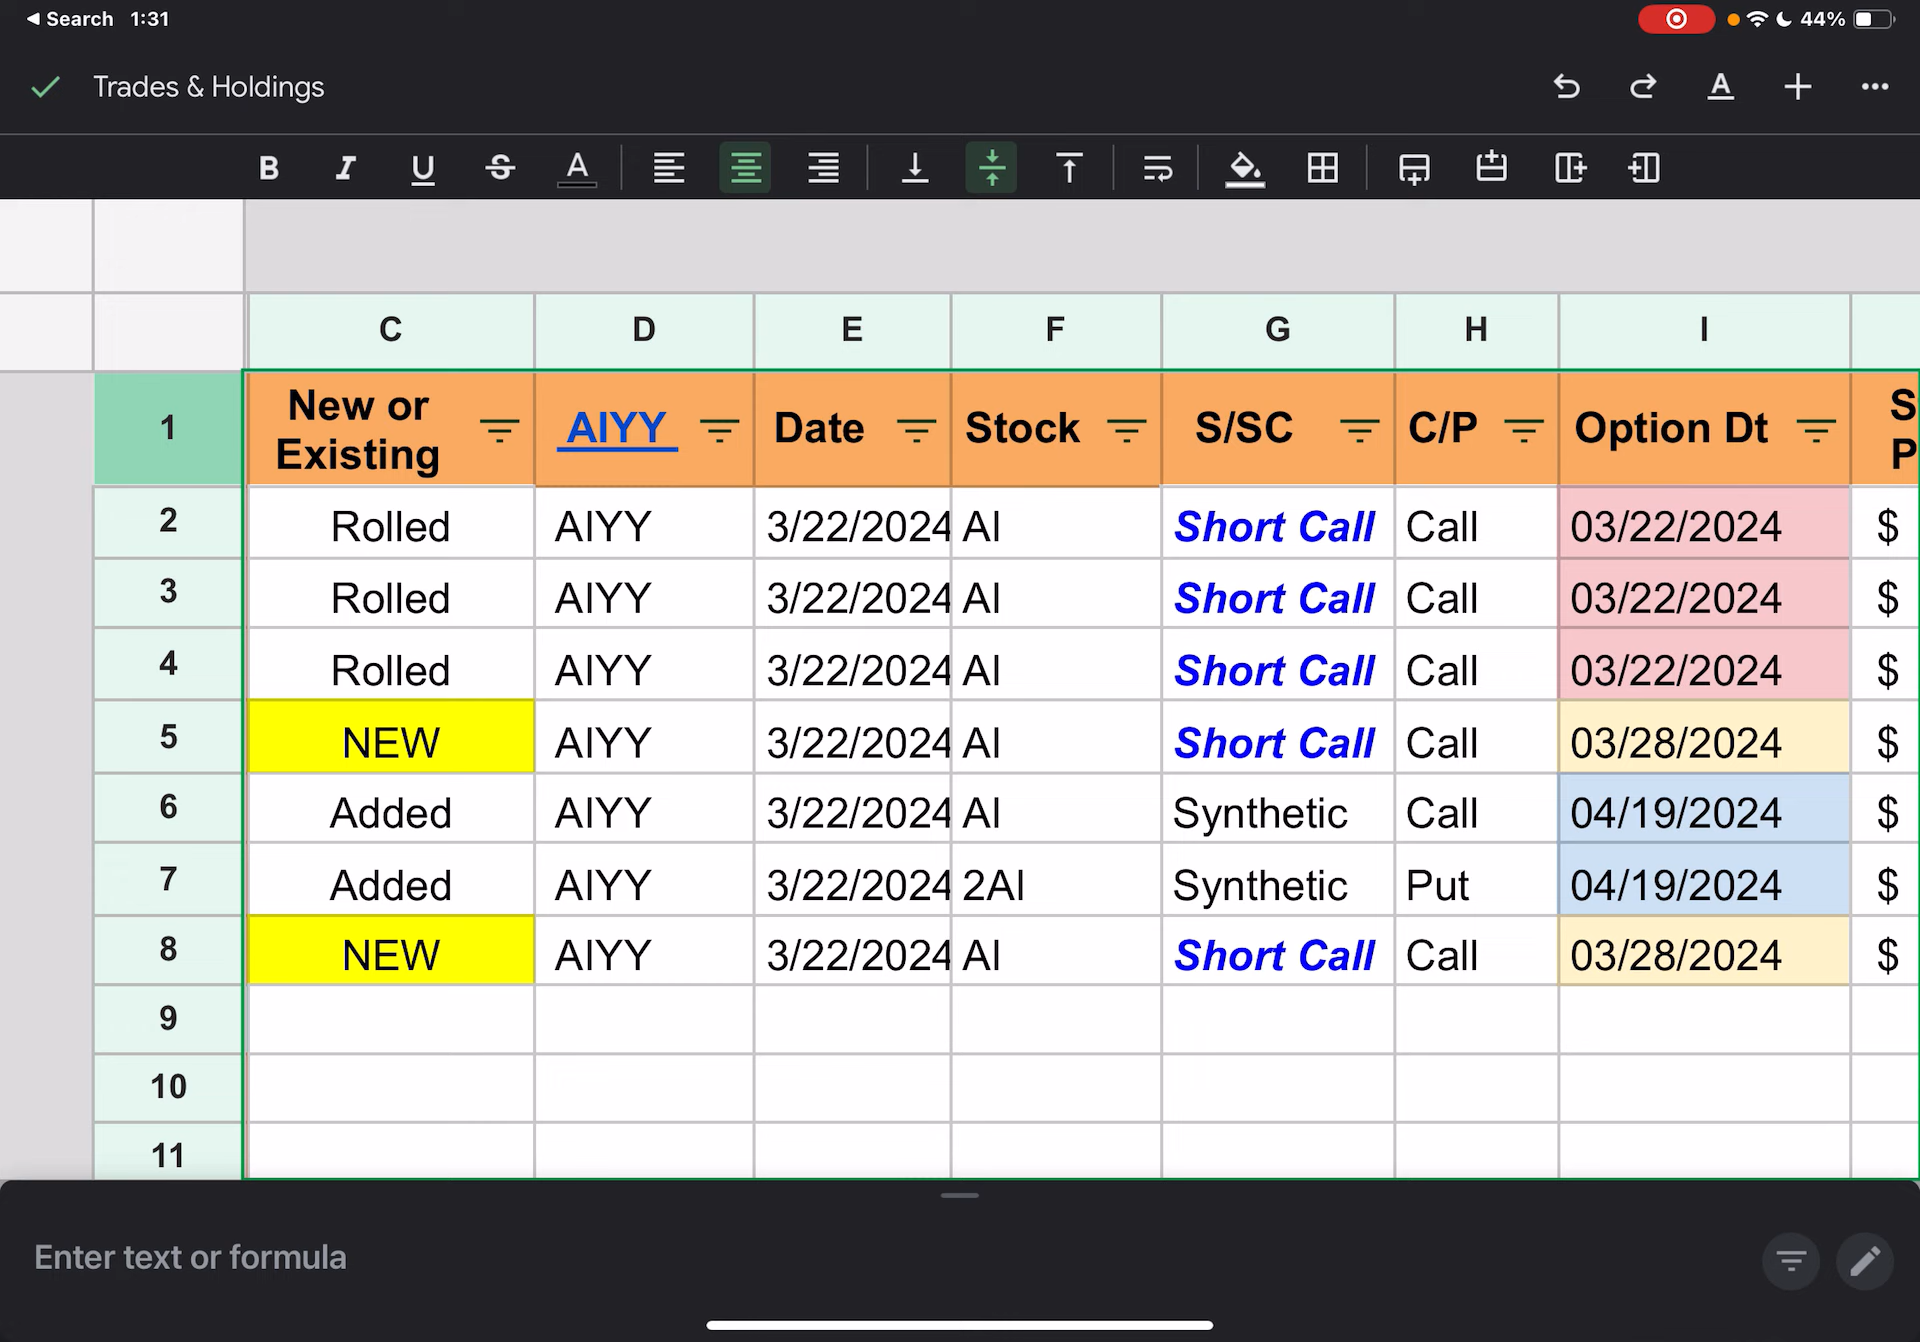 Search 1:31 44%
Trades & Holdings
B I U S A
C D E F G H I
1 New or Existing AIYY Date Stock S/SC C/P Option Dt S P
2 Rolled AIYY 3/22/2024 AI Short Call Call 03/22/2024 $
3 Rolled AIYY 3/22/2024 AI Short Call Call 03/22/2024 $
4 Rolled AIYY 3/22/2024 AI Short Call Call 03/22/2024 $
5 NEW AIYY 3/22/2024 AI Short Call Call 03/28/2024 $
6 Added AIYY 3/22/2024 AI Synthetic Call 04/19/2024 $
7 Added AIYY 3/22/2024 2AI Synthetic Put 04/19/2024 $
8 NEW AIYY 3/22/2024 AI Short Call Call 03/28/2024 $
9
10
11
Enter text or formula